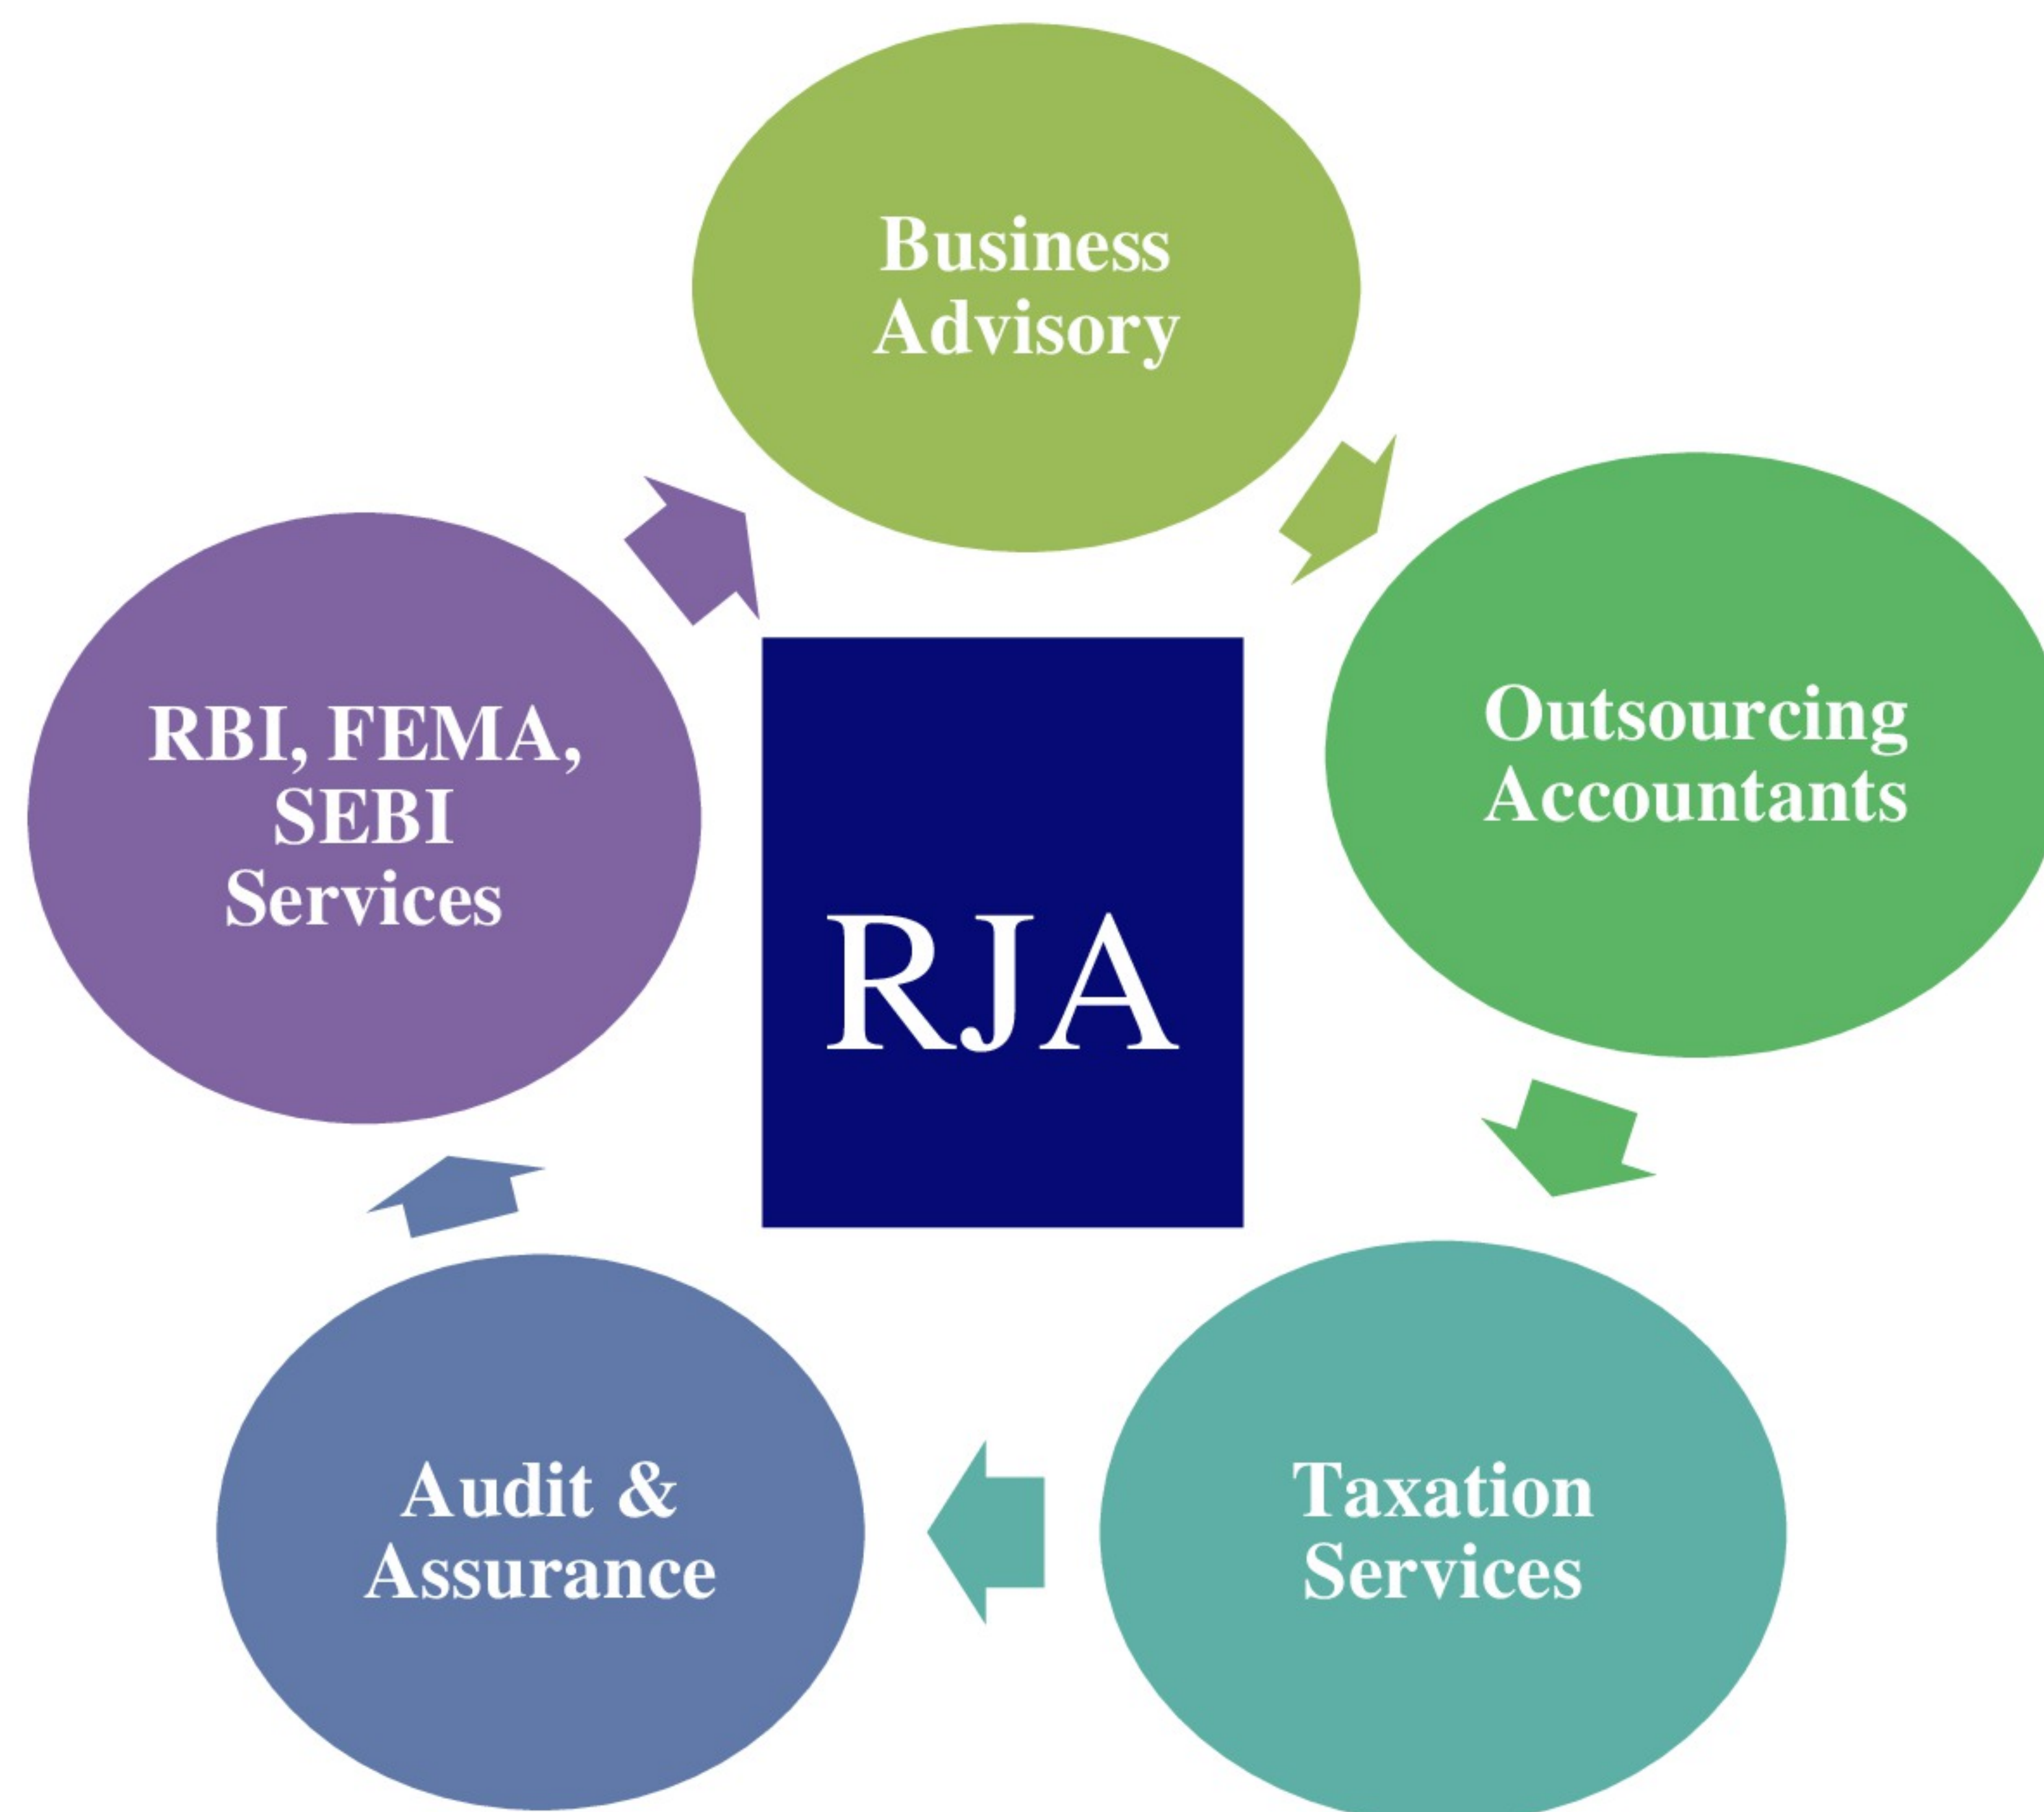 Business
Advisory
Outsourcing
Accountants
Taxation
Services
Audit &
Assurance
RBI, FEMA,
SEBI
Services
RJA